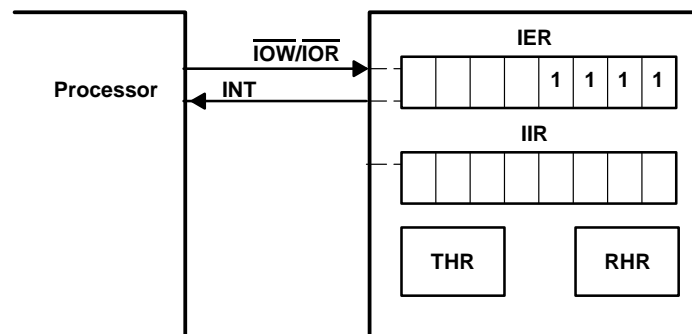 IER
IOW/IOR
Processor
INT
1 1 1 1
IIR
THR
RHR